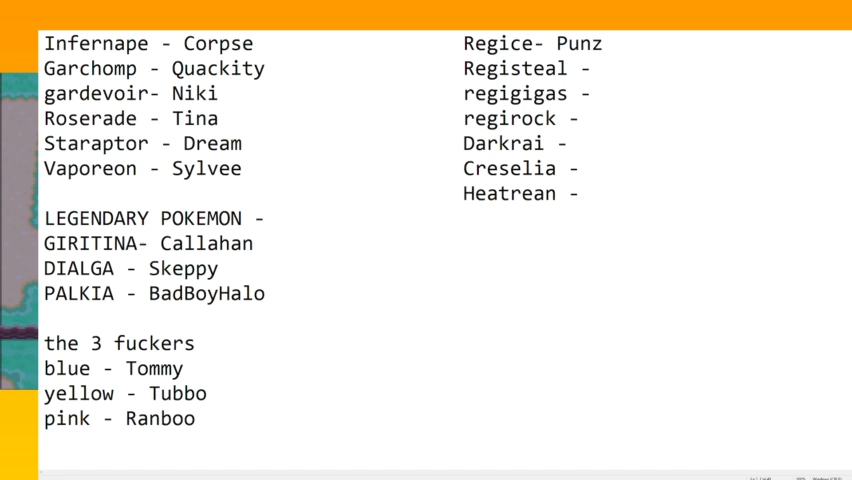 Infernape - Corpse
Garchomp - Quackity
gardevoir- Niki
Roserade - Tina
Staraptor - Dream
Vaporeon - Sylvee
LEGENDARY POKEMON -
GIRITINA- Callahan
DIALGA - Skeppy
PALKIA - BadBoyHalo
the 3 fuckers
blue - Tommy
yellow - Tubbo
pink - Ranboo
Regice- Punz
Registeal -
regigigas -
regirock -
Darkrai -
Creselia -
Heatrean -